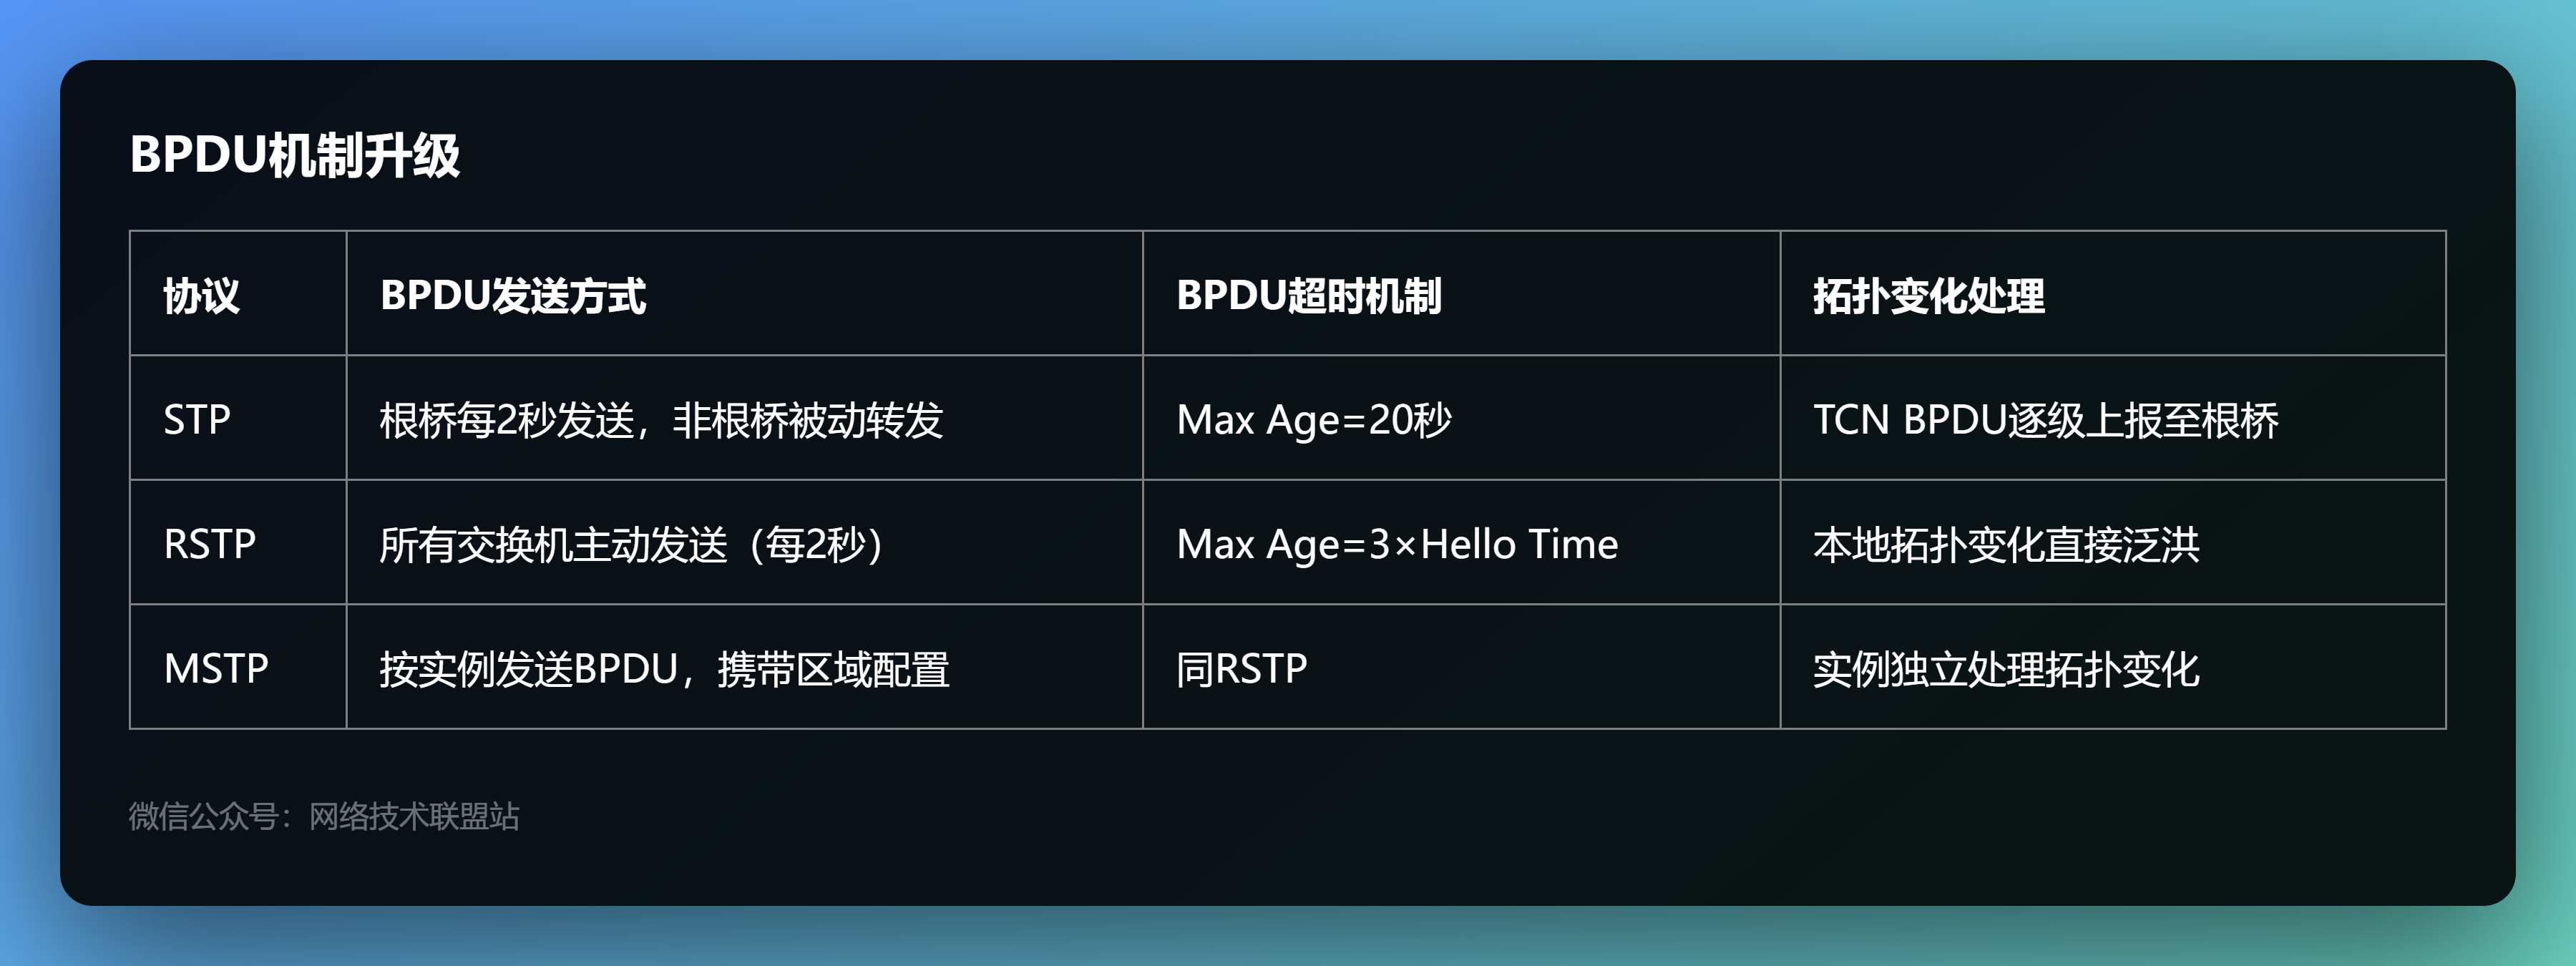 BPDU机制升级
协议 BPDU发送方式 BPDU超时机制 拓扑变化处理
STP 根桥每2秒发送，非根桥被动转发 Max Age=20秒 TCN BPDU逐级上报至根桥
RSTP 所有交换机主动发送（每2秒） Max Age=3×Hello Time 本地拓扑变化直接泛洪
MSTP 按实例发送BPDU，携带区域配置 同RSTP 实例独立处理拓扑变化
微信公众号：网络技术联盟站